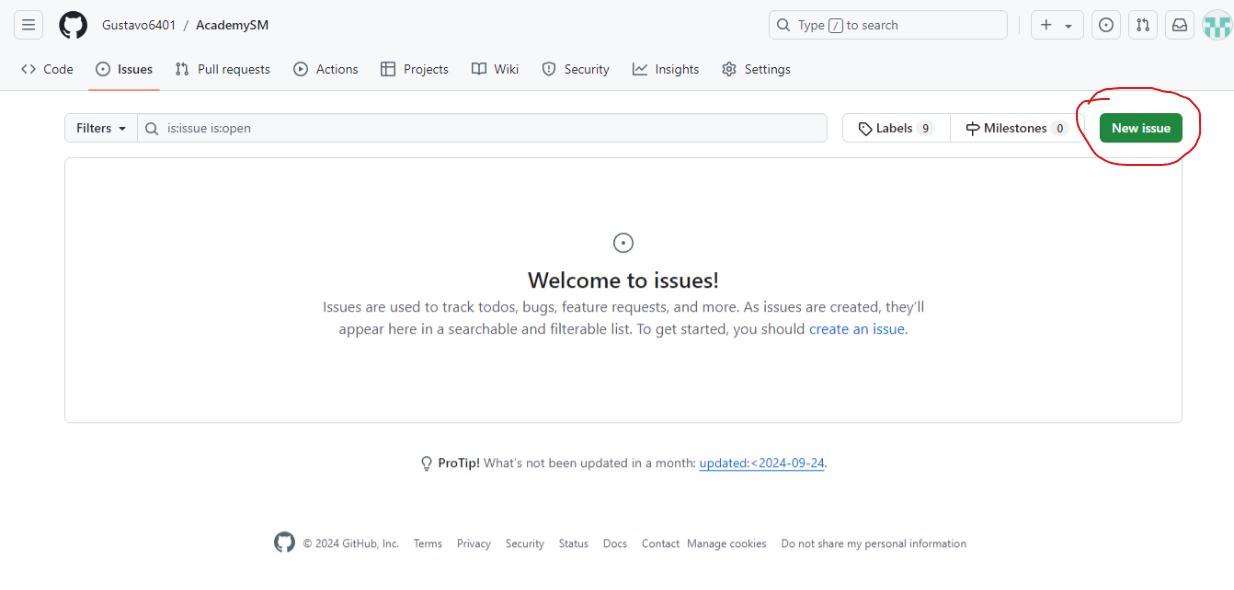 Gustavo6401 / AcademySM
Type / to search
Code Issues Pull requests Actions Projects Wiki Security Insights Settings
Filters is:issue is:open Labels 9 Milestones 0 New issue
Welcome to issues!
Issues are used to track todos, bugs, feature requests, and more. As issues are created, they’ll
appear here in a searchable and filterable list. To get started, you should create an issue.
ProTip! What’s not been updated in a month: updated:<2024-09-24.
© 2024 GitHub, Inc. Terms Privacy Security Status Docs Contact Manage cookies Do not share my personal information